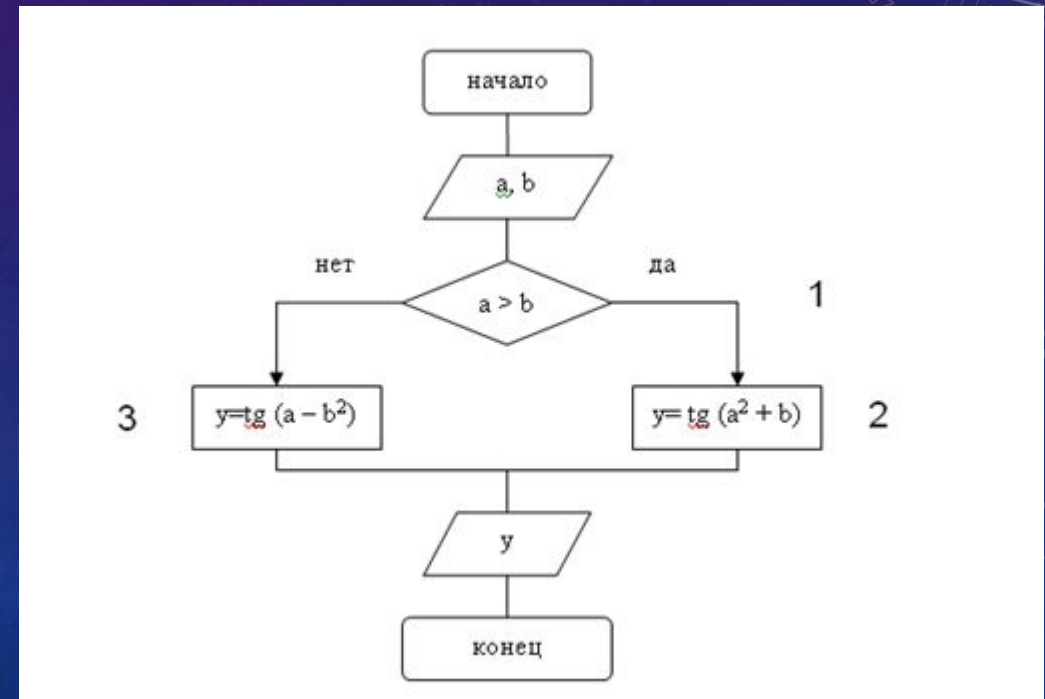 начало
a, b
нет
да
a > b
1
3
y=tg (a – b²)
y= tg (a² + b)
2
y
конец